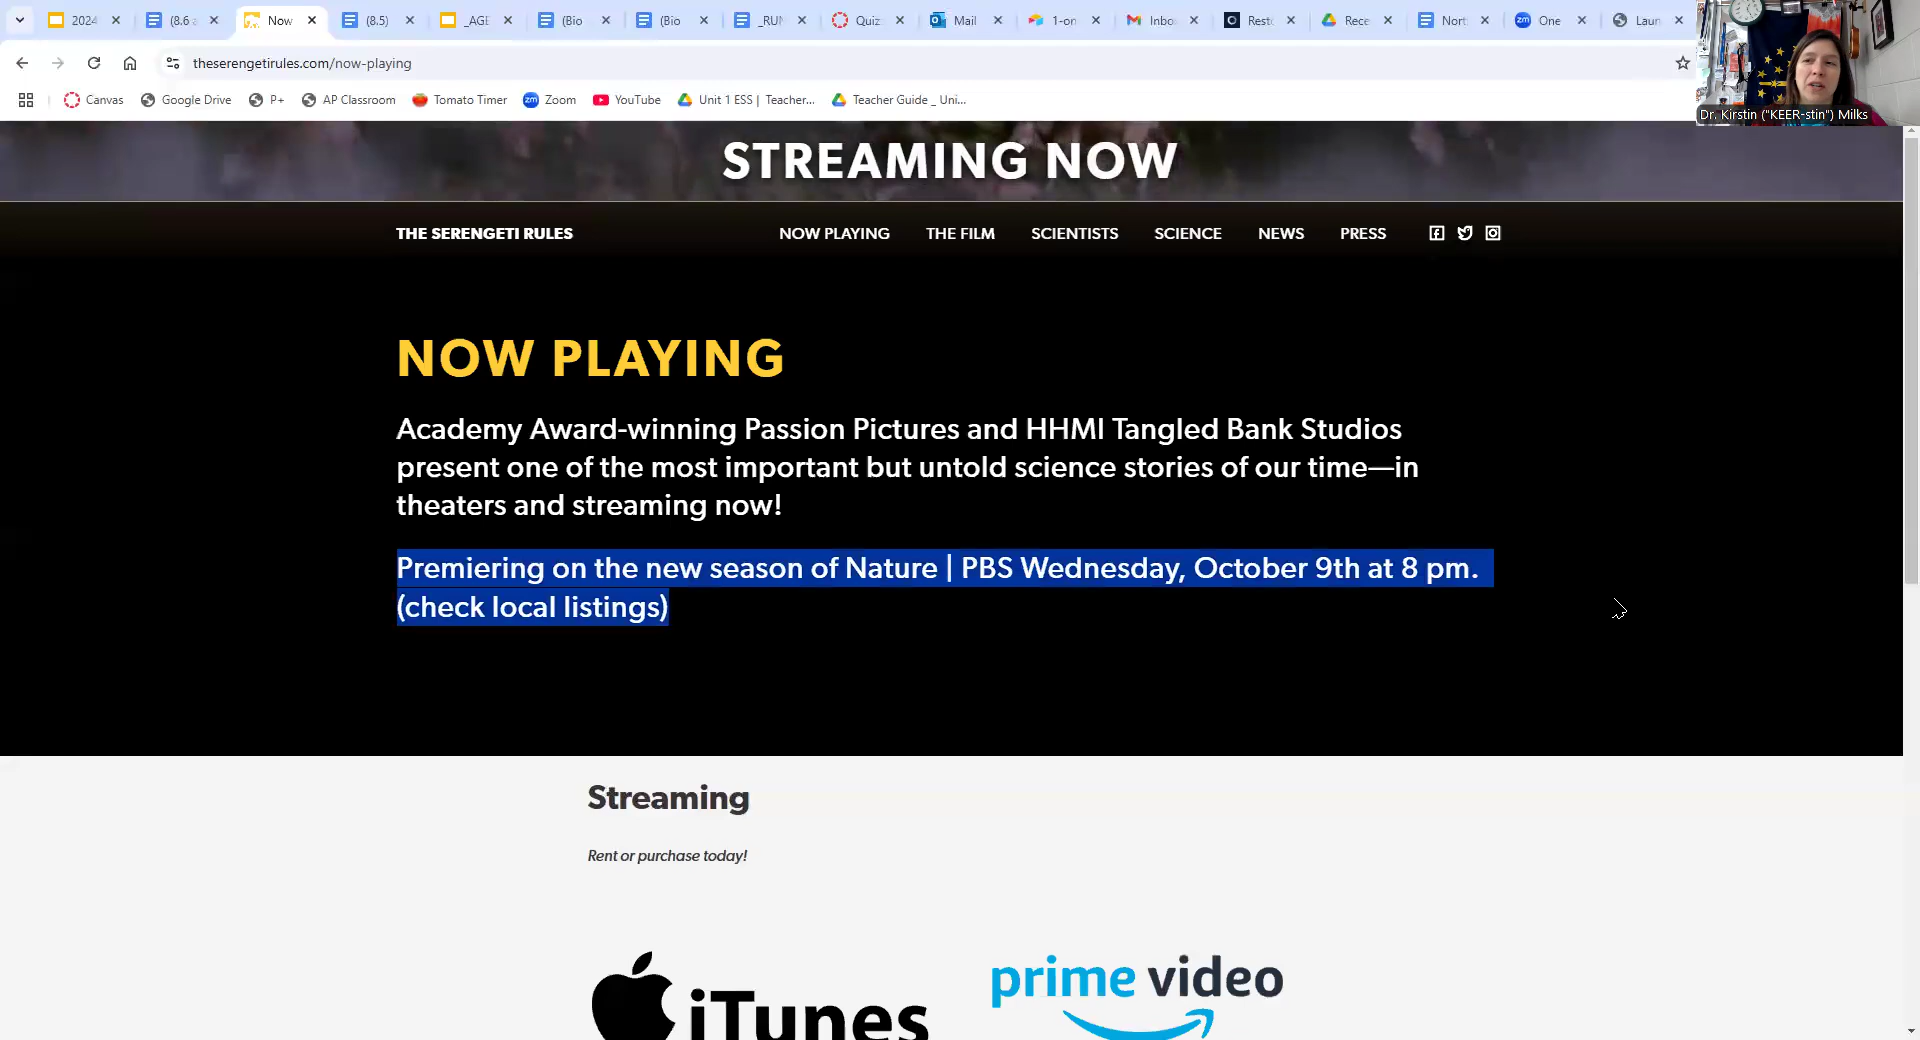 2024
(8.6 a
Now
(8.5)
_AGE
(Bio
(Bio
_RUN
Quiz
Mail
1-on
Inbo
Resto
Rece
Nort
One
Laun
theserengetirules.com/now-playing
Canvas
Google Drive
P+
AP Classroom
Tomato Timer
Zoom
YouTube
Unit 1 ESS | Teacher...
Teacher Guide _ Uni...
Dr. Kirstin ("KEER-stin") Milks
STREAMING NOW
THE SERENGETI RULES
NOW PLAYING
THE FILM
SCIENTISTS
SCIENCE
NEWS
PRESS
NOW PLAYING
Academy Award-winning Passion Pictures and HHMI Tangled Bank Studios
present one of the most important but untold science stories of our time—in
theaters and streaming now!
Premiering on the new season of Nature | PBS Wednesday, October 9th at 8 pm.
(check local listings)
Streaming
Rent or purchase today!
iTunes
prime video